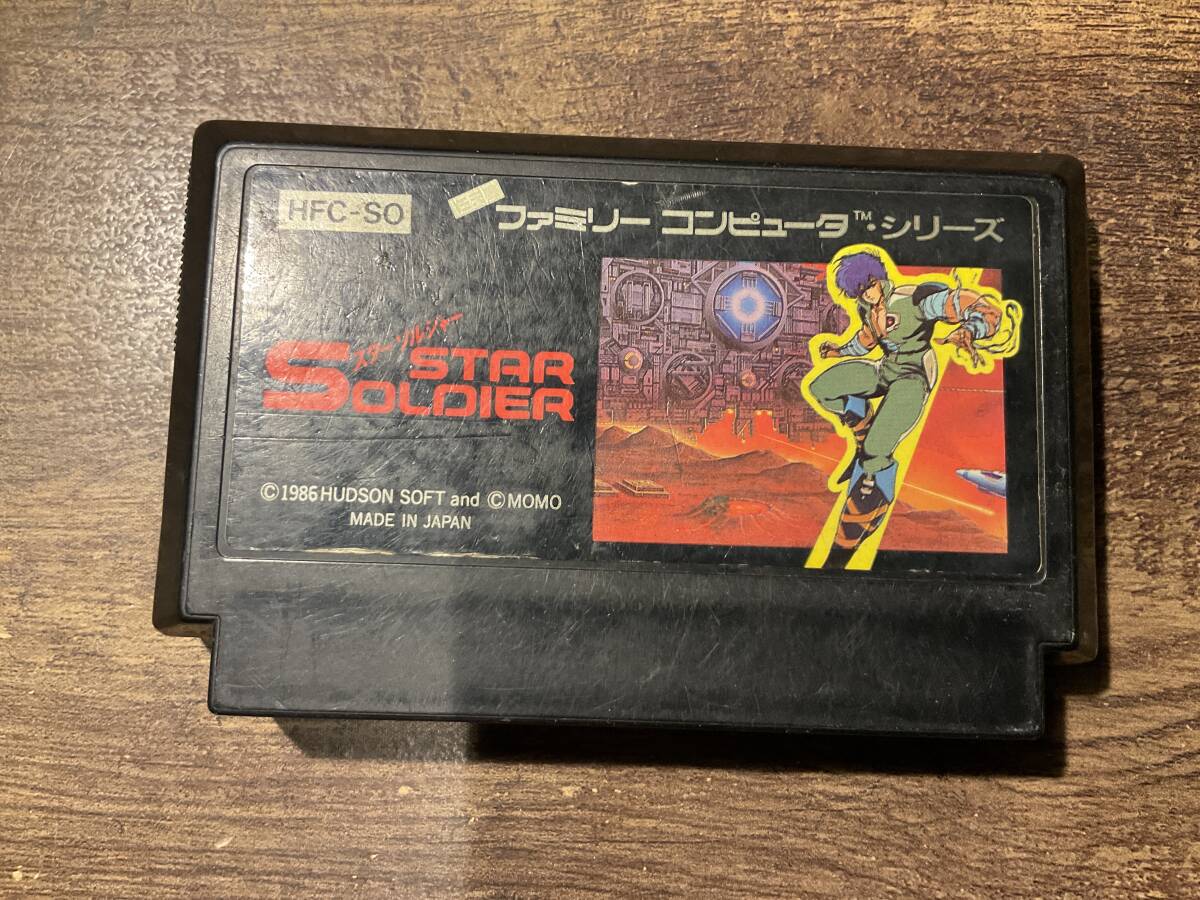 HFC-SO
ファミリー コンピュータ™・シリーズ
スターソルジャー
STAR
SOLDIER
©1986 HUDSON SOFT and ©MOMO
MADE IN JAPAN